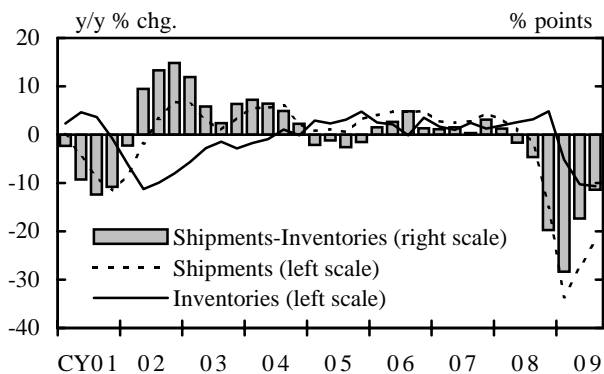 y/y % chg. % points
20
10
0
-10
-20
-30
-40
Shipments-Inventories (right scale)
Shipments (left scale)
Inventories (left scale)
CY01 02 03 04 05 06 07 08 09